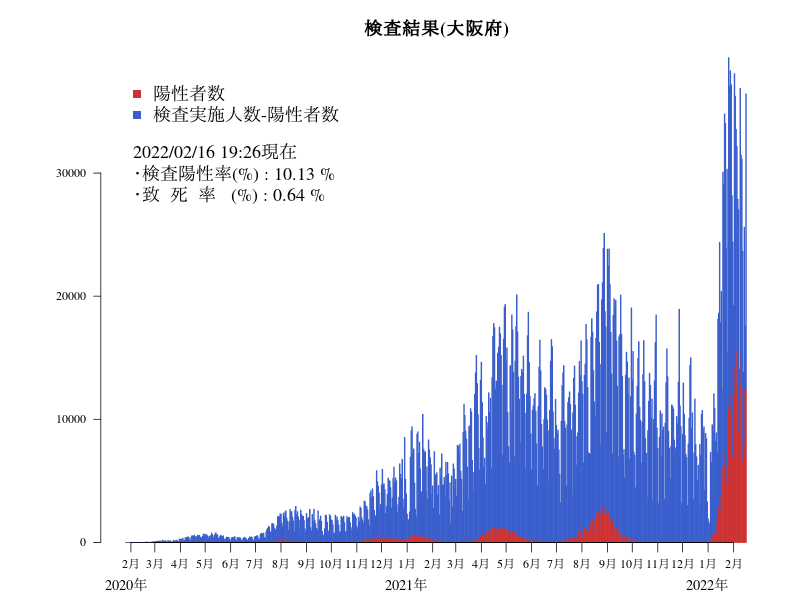 検査結果(大阪府)
陽性者数
検査実施人数-陽性者数
2022/02/16 19:26現在
・検査陽性率(%) : 10.13 %
・致 死 率 (%) : 0.64 %
30000
20000
10000
0
2月 3月 4月 5月 6月 7月 8月 9月 10月 11月 12月 1月 2月 3月 4月 5月 6月 7月 8月 9月 10月 11月 12月 1月 2月
2020年 2021年 2022年